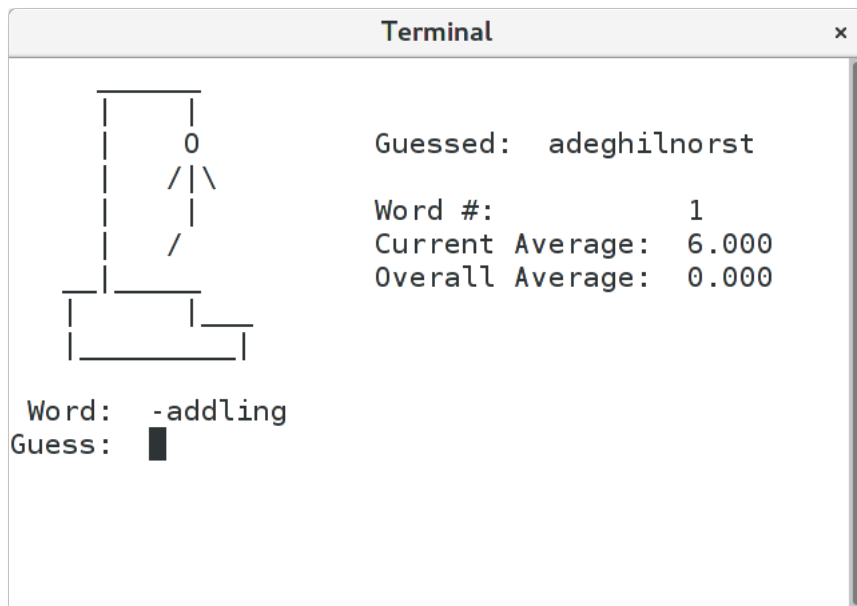 Terminal ×
O Guessed: adeghilnorst
/|\
| Word #: 1
/ Current Average: 6.000
Overall Average: 0.000
Word: -addling
Guess: